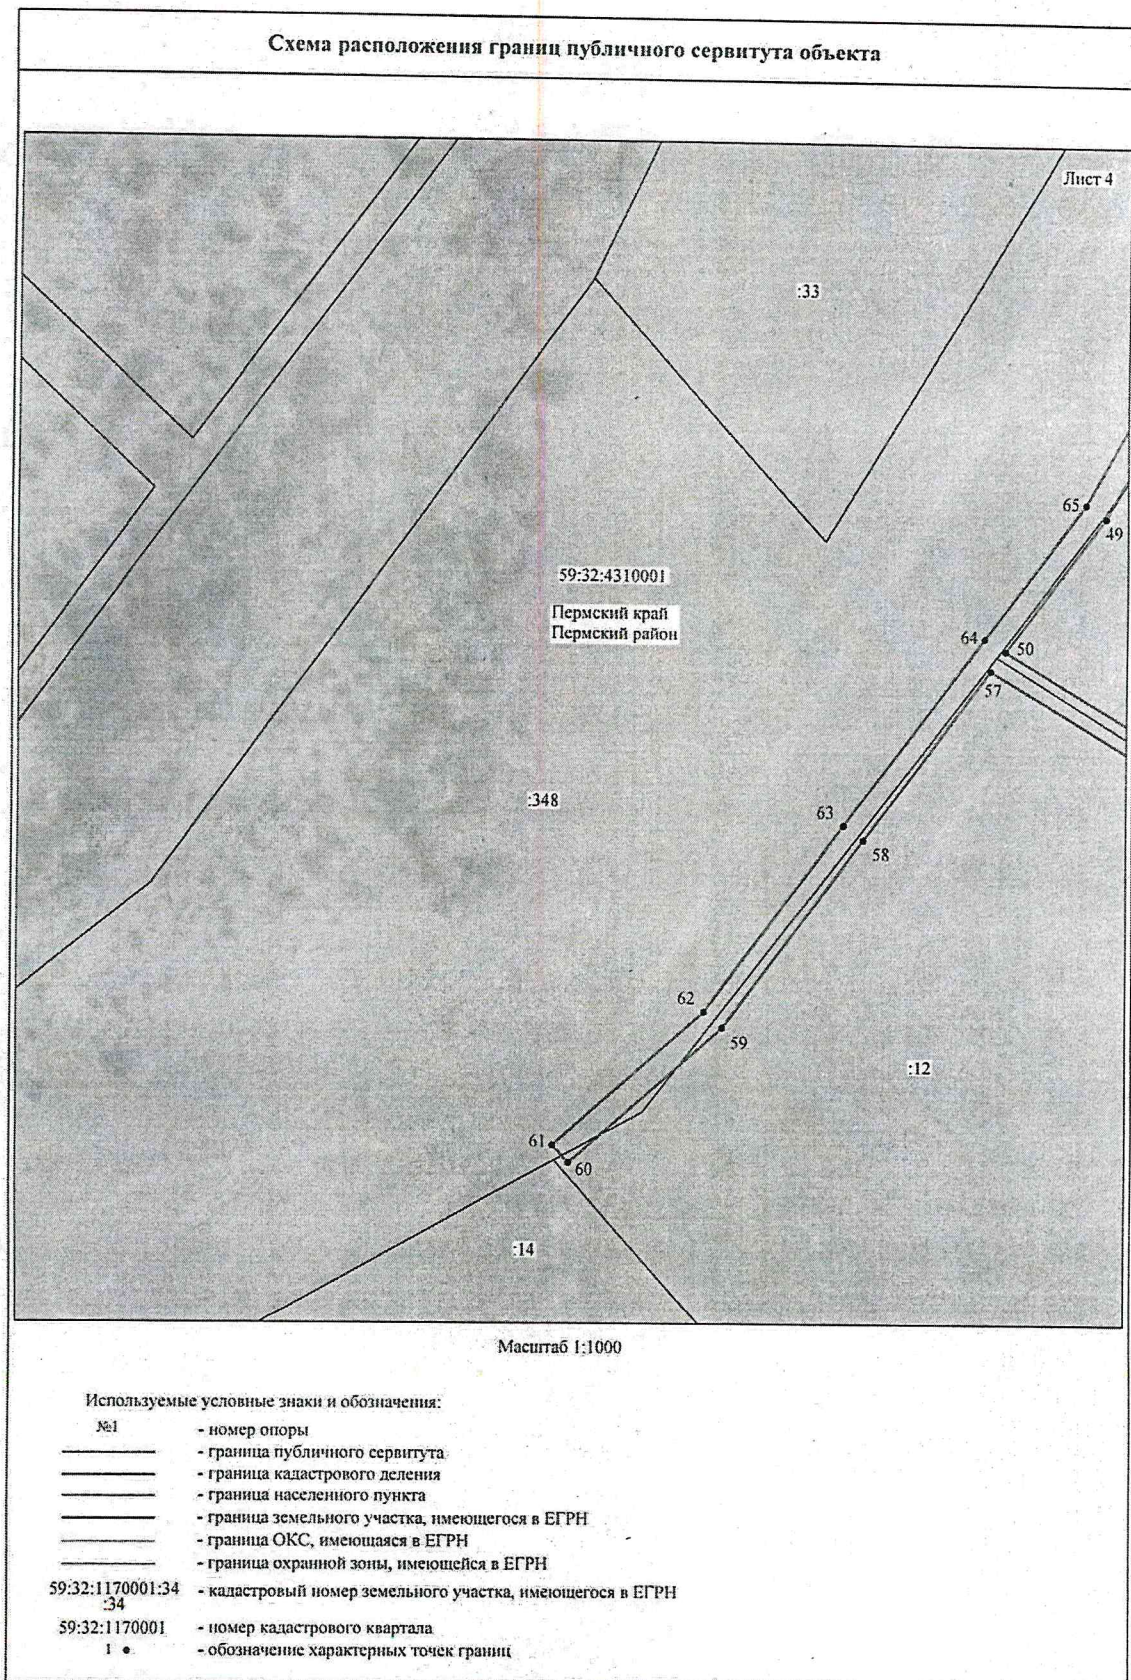 Схема расположения границ публичного сервитута объекта
Лист 4
:33
65
49
59:32:4310001
Пермский край
Пермский район
64
50
57
:348
63
58
62
59
:12
61
60
:14
Масштаб 1:1000
Используемые условные знаки и обозначения:
№1 - номер опоры
- граница публичного сервитута
- граница кадастрового деления
- граница населенного пункта
- граница земельного участка, имеющегося в ЕГРН
- граница ОКС, имеющаяся в ЕГРН
- граница охранной зоны, имеющейся в ЕГРН
59:32:1170001:34 - кадастровый номер земельного участка, имеющегося в ЕГРН
:34
59:32:1170001 - номер кадастрового квартала
1 - обозначение характерных точек границ